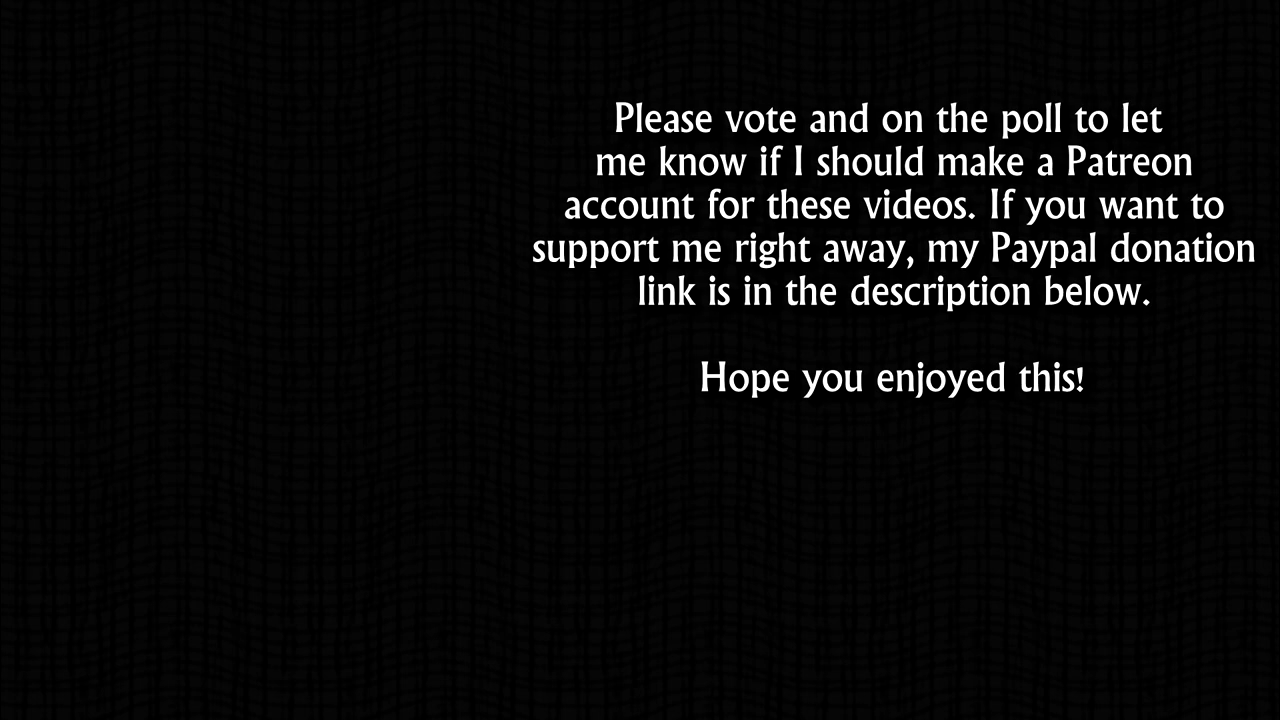 Please vote and on the poll to let
me know if I should make a Patreon
account for these videos. If you want to
support me right away, my Paypal donation
link is in the description below.
Hope you enjoyed this!